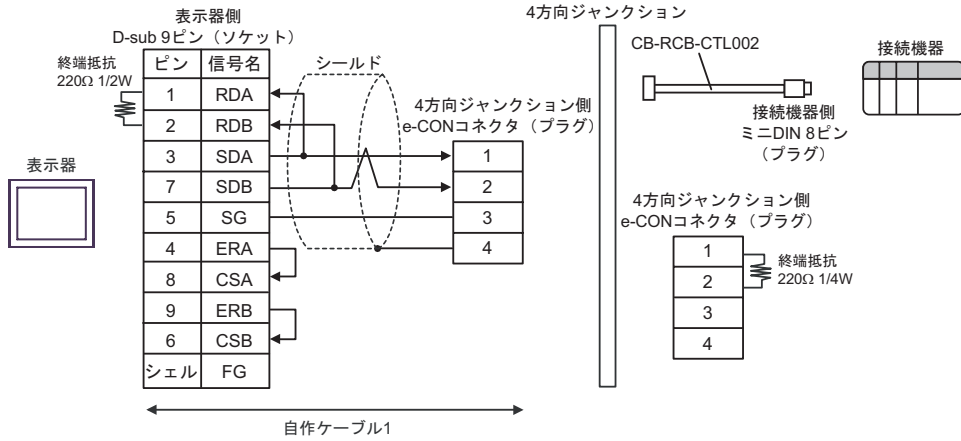 表示器側
D-sub 9ピン（ソケット）
終端抵抗
220Ω 1/2W
ピン 信号名
1 RDA
2 RDB
3 SDA
7 SDB
5 SG
4 ERA
8 CSA
9 ERB
6 CSB
シェル FG
表示器
シールド
4方向ジャンクション側
e-CONコネクタ（プラグ）
1
2
3
4
自作ケーブル1
4方向ジャンクション
CB-RCB-CTL002
接続機器側
ミニDIN 8ピン
（プラグ）
接続機器
4方向ジャンクション側
e-CONコネクタ（プラグ）
1
2
3
4
終端抵抗
220Ω 1/4W